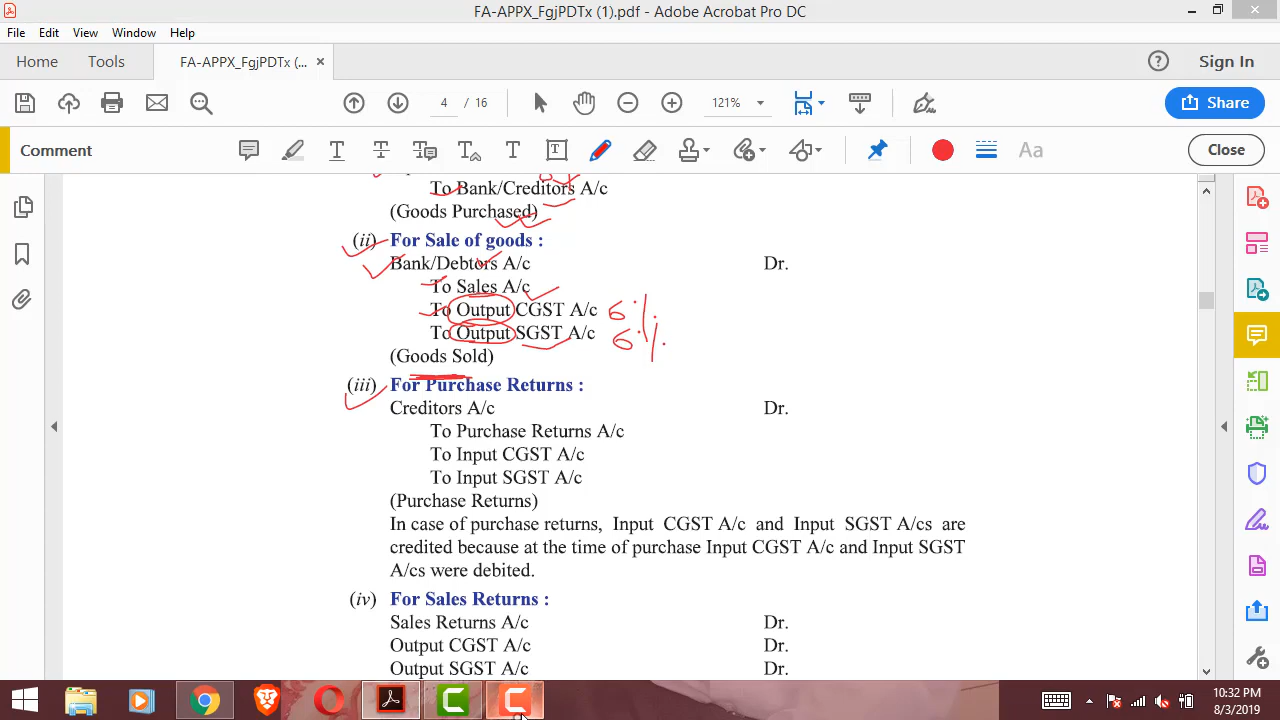 FA-APPX_FgjPDTx (1).pdf - Adobe Acrobat Pro DC
File Edit View Window Help
Home Tools FA-APPX_FgjPDTx (... × Sign In
4 / 16 121% Share
Comment Close
To Bank/Creditors A/c
(Goods Purchased)
(ii) For Sale of goods :
Bank/Debtors A/c Dr.
To Sales A/c
To Output CGST A/c 6%
To Output SGST A/c 6%
(Goods Sold)
(iii) For Purchase Returns :
Creditors A/c Dr.
To Purchase Returns A/c
To Input CGST A/c
To Input SGST A/c
(Purchase Returns)
In case of purchase returns, Input CGST A/c and Input SGST A/cs are
credited because at the time of purchase Input CGST A/c and Input SGST
A/cs were debited.
(iv) For Sales Returns :
Sales Returns A/c Dr.
Output CGST A/c Dr.
Output SGST A/c Dr.
10:32 PM
8/3/2019